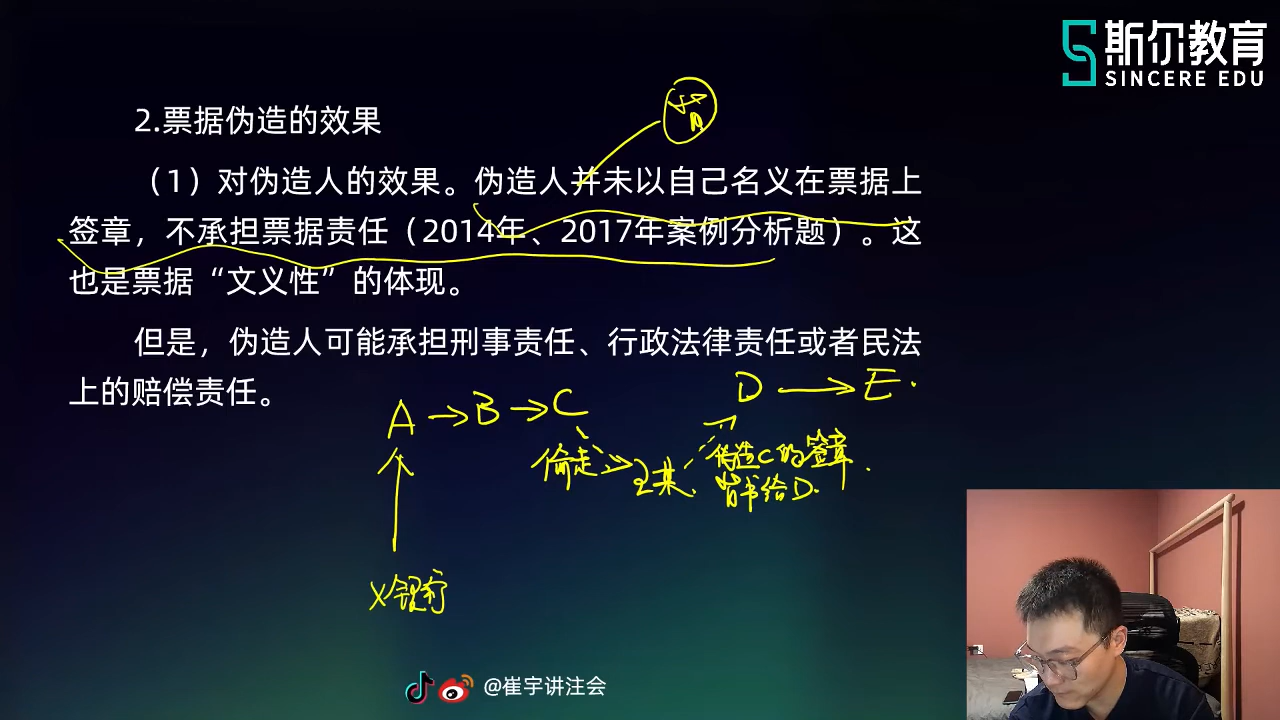 斯尔教育
SINCERE EDU
2.票据伪造的效果
（1）对伪造人的效果。伪造人并未以自己名义在票据上
签章，不承担票据责任（2014年、2017年案例分析题）。这
也是票据“文义性”的体现。
但是，伪造人可能承担刑事责任、行政法律责任或者民法
上的赔偿责任。
A→B→C
D→E.
偷走
王某.
伪造C的签章
背书给D.
X银行
@崔宇讲注会